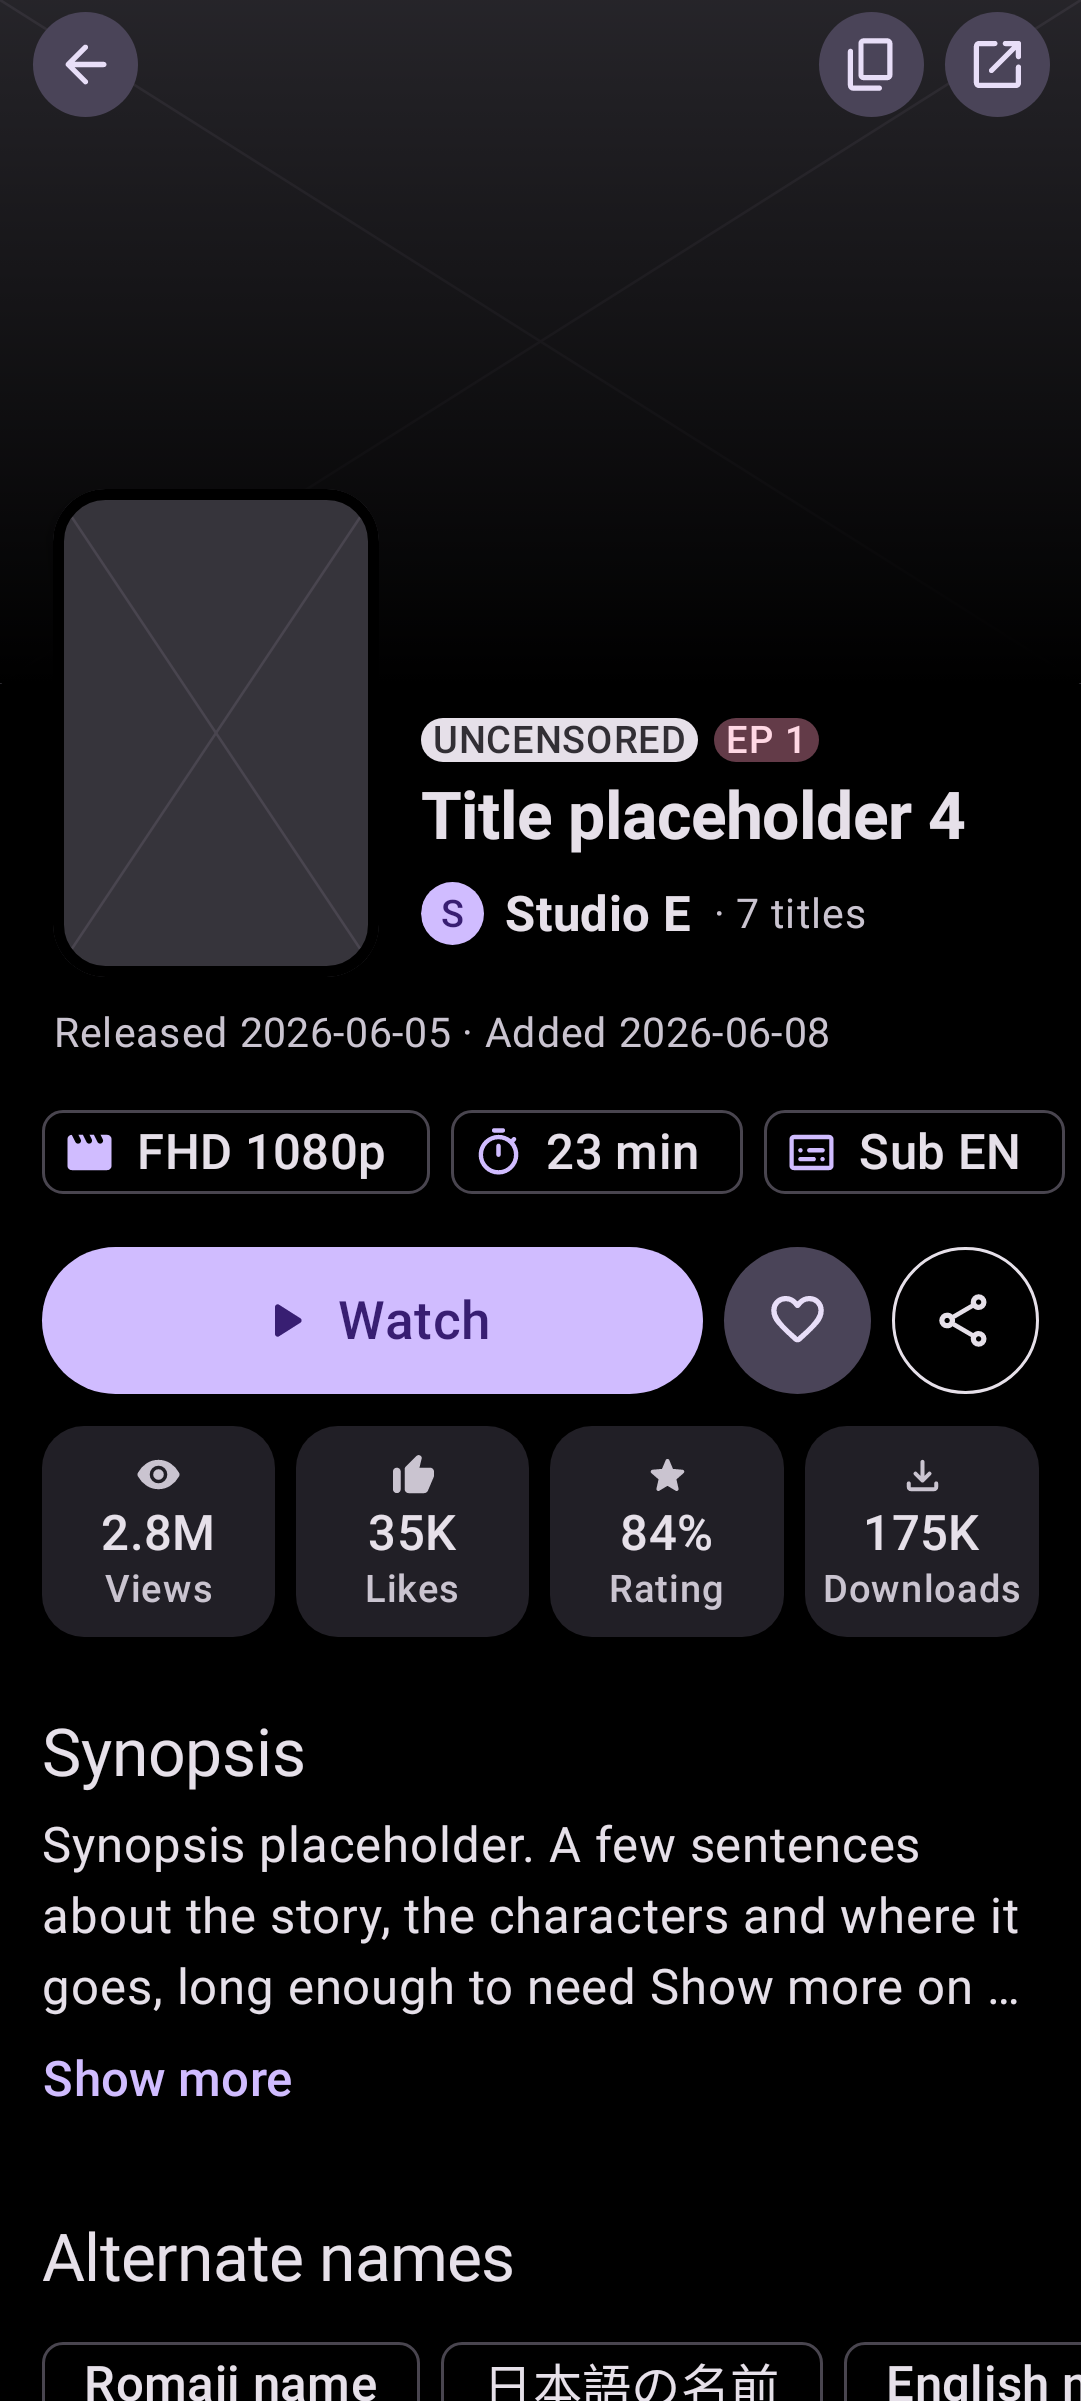 UNCENSORED EP 1
Title placeholder 4
S Studio E · 7 titles
Released 2026-06-05 · Added 2026-06-08
FHD 1080p 23 min Sub EN
Watch
2.8M 35K 84% 175K
Views Likes Rating Downloads
Synopsis
Synopsis placeholder. A few sentences
about the story, the characters and where it
goes, long enough to need Show more on …
Show more
Alternate names
Romaji name 日本語の名前 English